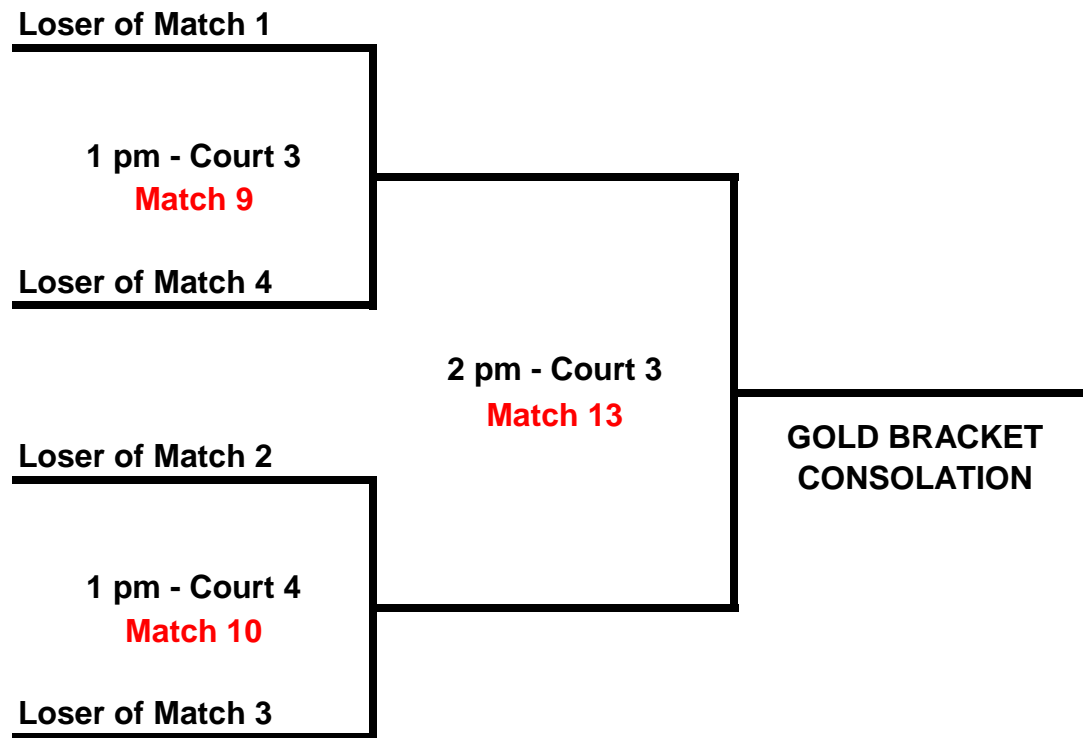 Loser of Match 1
1 pm - Court 3
Match 9
Loser of Match 4
2 pm - Court 3
Match 13
GOLD BRACKET
CONSOLATION
Loser of Match 2
1 pm - Court 4
Match 10
Loser of Match 3